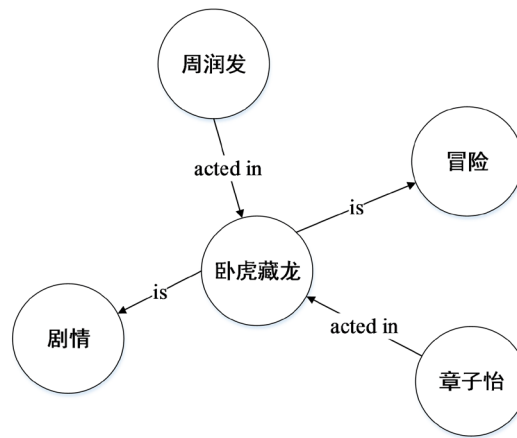 周润发
acted in
冒险
is
卧虎藏龙
is
剧情
acted in
章子怡